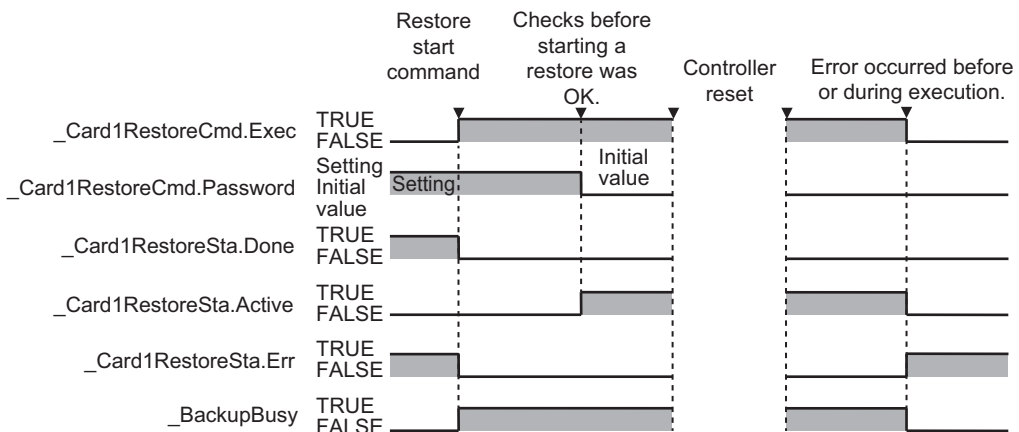 Restore
start
command
Checks before
starting a
restore was
OK.
Controller
reset
Error occurred before
or during execution.
_Card1RestoreCmd.Exec
TRUE
FALSE
_Card1RestoreCmd.Password
Setting
Initial
value
Setting
Initial
value
_Card1RestoreSta.Done
TRUE
FALSE
_Card1RestoreSta.Active
TRUE
FALSE
_Card1RestoreSta.Err
TRUE
FALSE
_BackupBusy
TRUE
FALSE